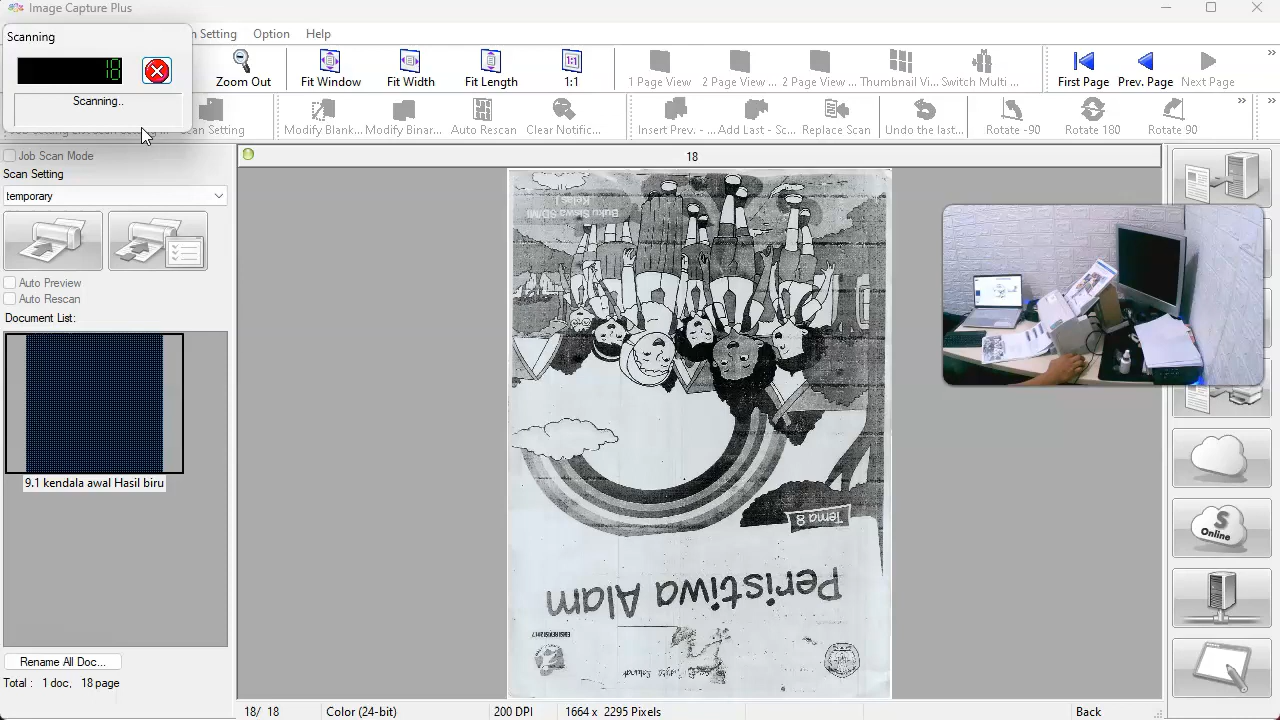 Image Capture Plus
Scanning
18
Scanning..
Setting
Option
Help
Zoom Out
Fit Window
Fit Width
Fit Length
1:1
1:1
1 Page View
2 Page View ...
2 Page View ...
Thumbnail Vi...
Switch Multi ...
First Page
Prev. Page
Next Page
Setting
Modify Blank...
Modify Binar...
Auto Rescan
Clear Notific...
Insert Prev. - ...
Add Last - Sc...
Replace Scan
Undo the last...
Rotate -90
Rotate 180
Rotate 90
Job Scan Mode
Scan Setting
temporary
Auto Preview
Auto Rescan
Document List:
9.1 kendala awal Hasil biru
Rename All Doc...
Total : 1 doc, 18 page
18
Buku Siswa SD/MI
Kelas I
Tema 8
Peristiwa Alam
EDISI REVISI 2017
S
Online
18/ 18
Color (24-bit)
200 DPI
1664 x 2295 Pixels
Back